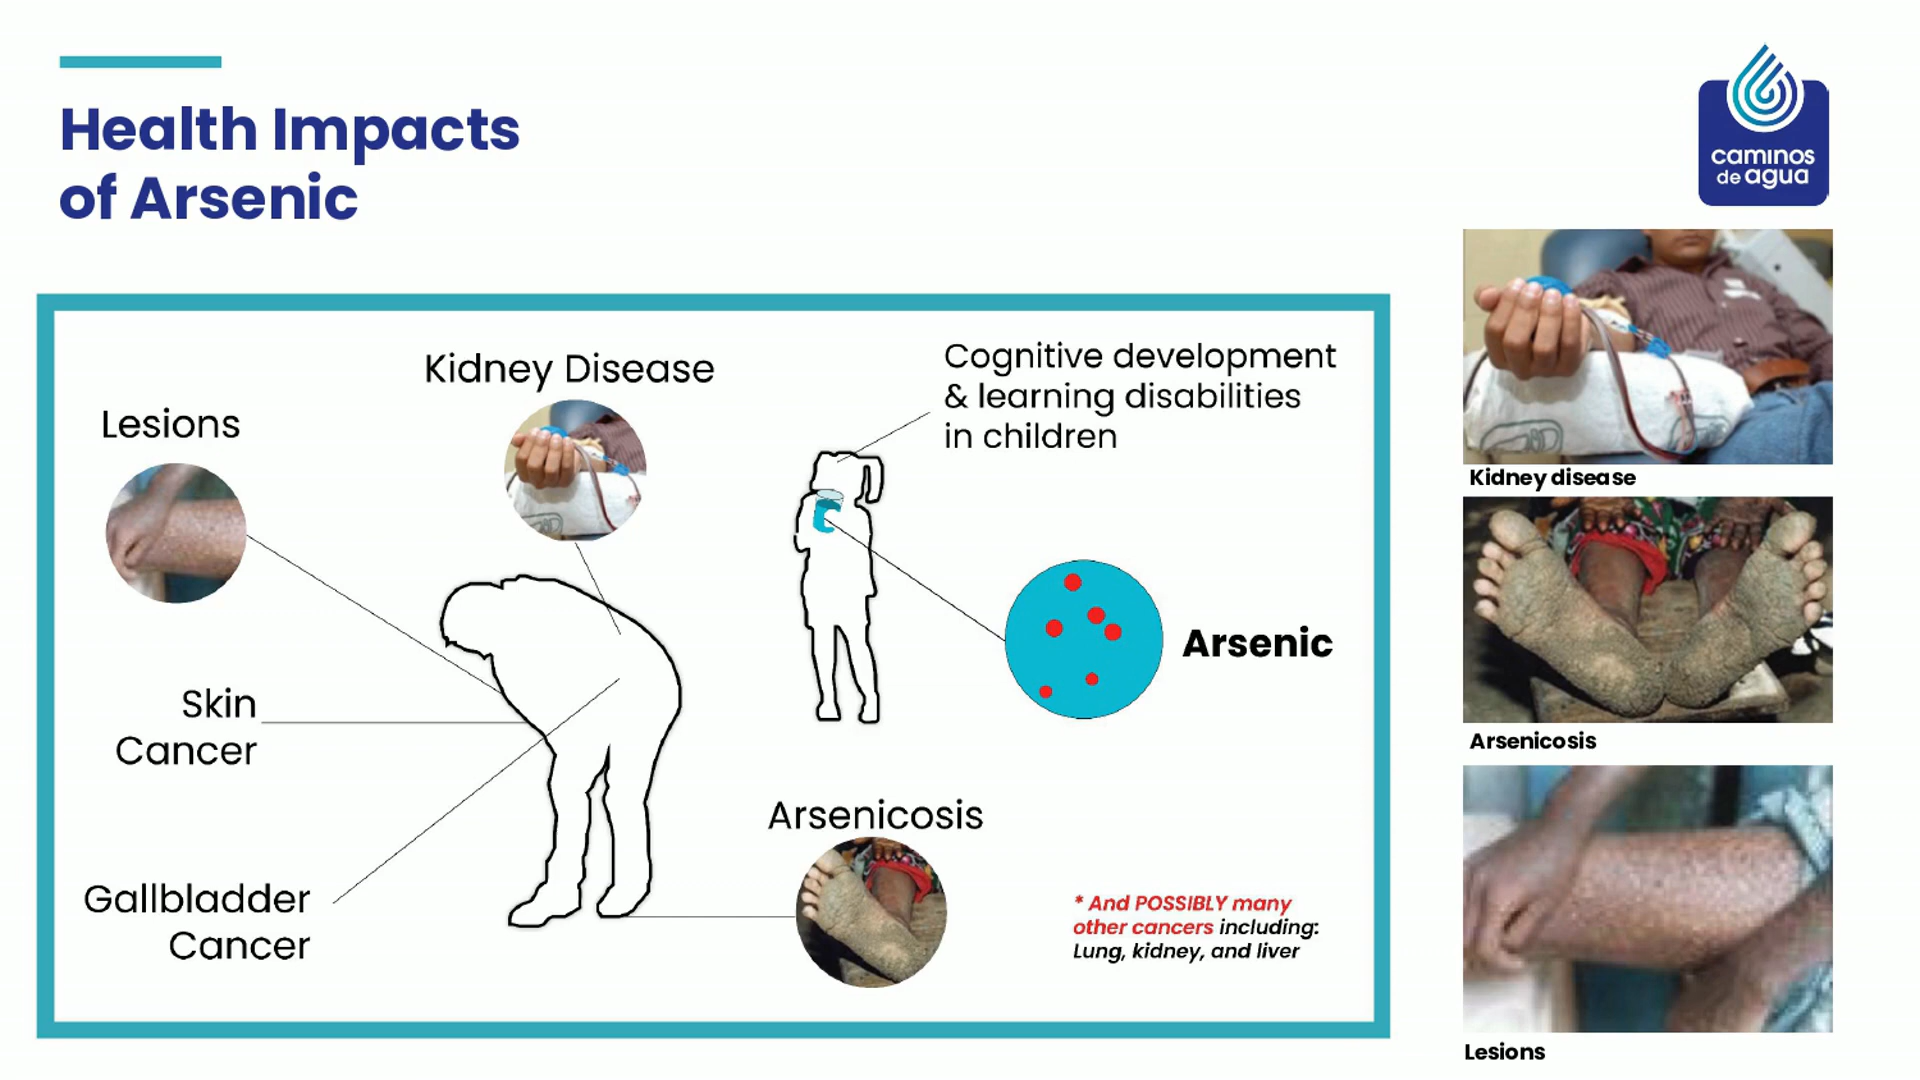 Health Impacts
of Arsenic
caminos
de agua
Lesions
Kidney Disease
Cognitive development
& learning disabilities
in children
Skin
Cancer
Arsenic
Gallbladder
Cancer
Arsenicosis
* And POSSIBLY many
other cancers including:
Lung, kidney, and liver
Kidney disease
Arsenicosis
Lesions